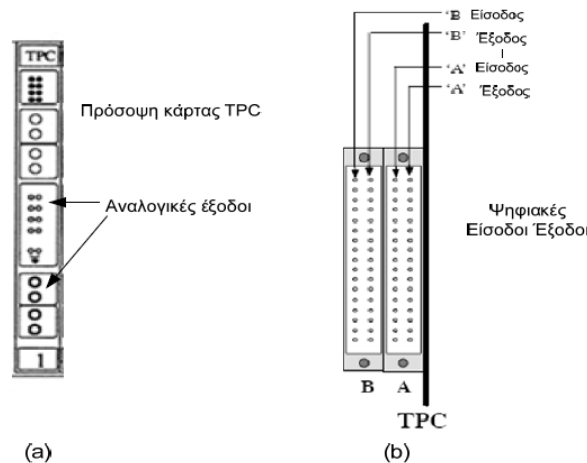 TPC
Πρόσοψη κάρτας TPC
Αναλογικές έξοδοι
1
(a)
'B Είσοδος
'B' Έξοδος
'A' Είσοδος
'A' Έξοδος
Ψηφιακές
Είσοδοι Έξοδοι
B A
TPC
(b)